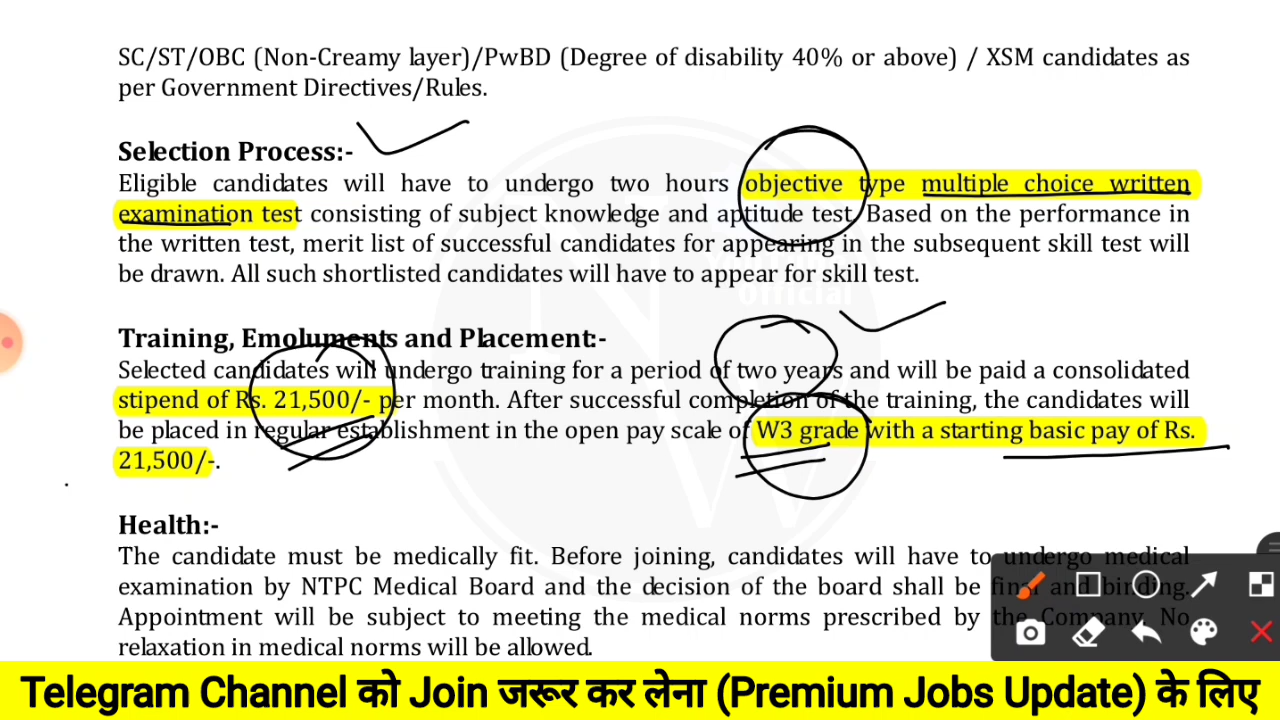 SC/ST/OBC (Non-Creamy layer)/PwBD (Degree of disability 40% or above) / XSM candidates as
per Government Directives/Rules.
Selection Process:-
Eligible candidates will have to undergo two hours objective type multiple choice written
examination test consisting of subject knowledge and aptitude test. Based on the performance in
the written test, merit list of successful candidates for appearing in the subsequent skill test will
be drawn. All such shortlisted candidates will have to appear for skill test.
official
Training, Emoluments and Placement:-
Selected candidates will undergo training for a period of two years and will be paid a consolidated
stipend of Rs. 21,500/- per month. After successful completion of the training, the candidates will
be placed in regular establishment in the open pay scale of W3 grade with a starting basic pay of Rs.
21,500/-.
Health:-
The candidate must be medically fit. Before joining, candidates will have to undergo medical
examination by NTPC Medical Board and the decision of the board shall be final and binding.
Appointment will be subject to meeting the medical norms prescribed by the Company. No
relaxation in medical norms will be allowed.
Telegram Channel को Join जरूर कर लेना (Premium Jobs Update) के लिए